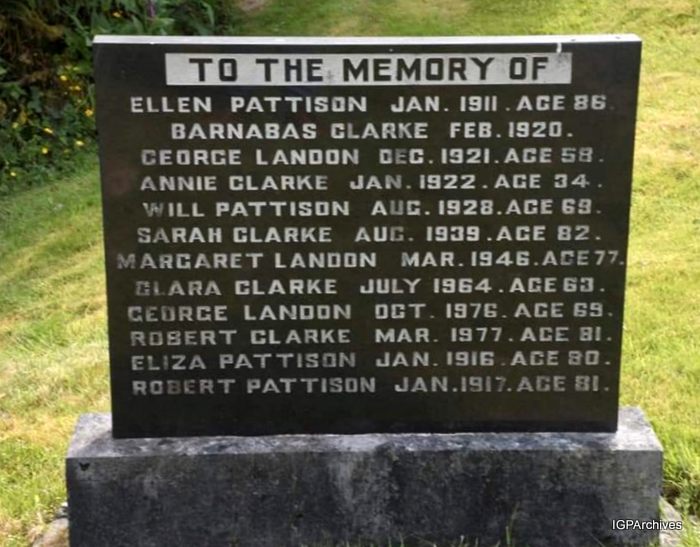 TO THE MEMORY OF
ELLEN PATTISON JAN. 1911. AGE 86
BARNABAS CLARKE FEB. 1920.
GEORGE LANDON DEC. 1921. AGE 58.
ANNIE CLARKE JAN. 1922. AGE 34.
WILL PATTISON AUG. 1928. AGE 69.
SARAH CLARKE AUG. 1939. AGE 82.
MARGARET LANDON MAR. 1946. AGE 77.
CLARA CLARKE JULY 1964. AGE 63.
GEORGE LANDON OCT. 1976. AGE 69.
ROBERT CLARKE MAR. 1977. AGE 81.
ELIZA PATTISON JAN. 1916. AGE 80.
ROBERT PATTISON JAN. 1917. AGE 81.
IGPArchives